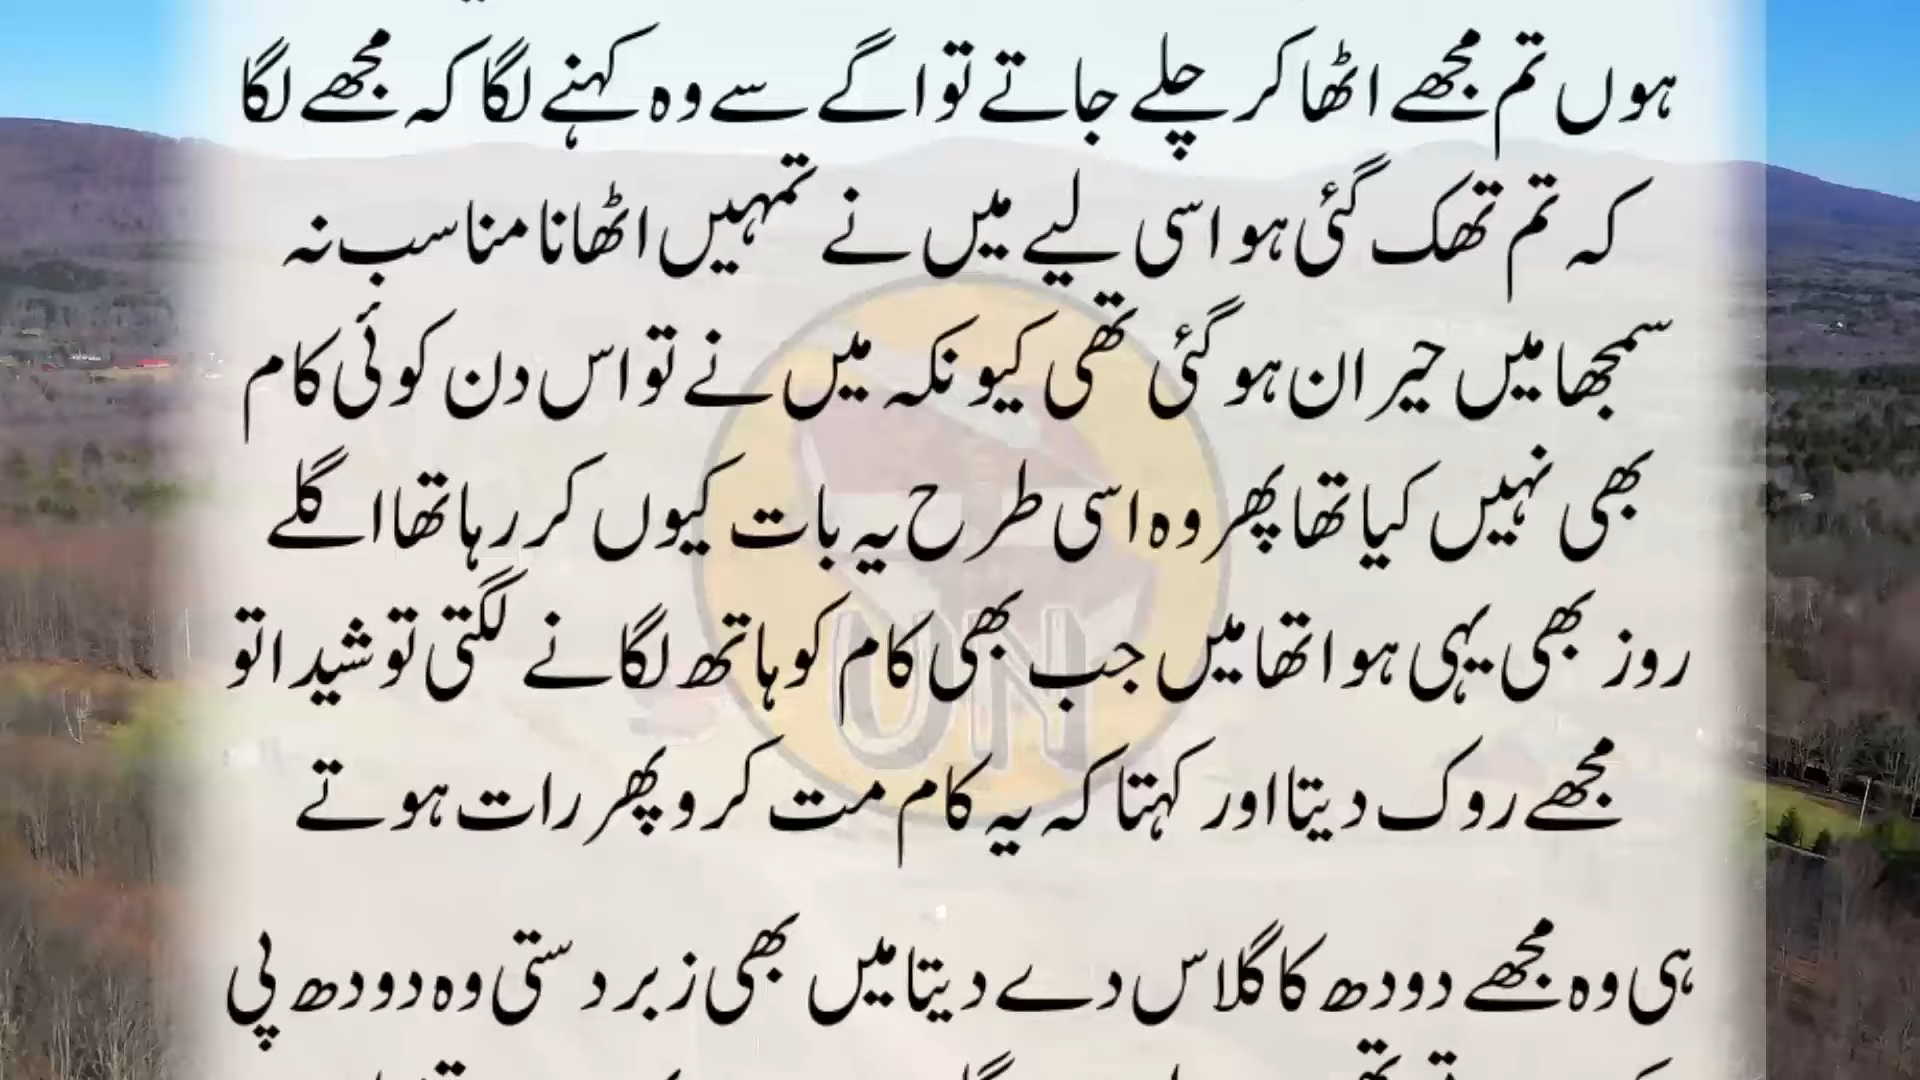 ہوں تم مجھے اٹھا کر چلے جاتے تو اگے سے وہ کہنے لگا کہ مجھے لگا
کہ تم تھک گئی ہو اسی لیے میں نے تمہیں اٹھانا مناسب نہ
سمجھا میں حیران ہو گئی تھی کیونکہ میں نے تو اس دن کوئی کام
بھی نہیں کیا تھا پھر وہ اسی طرح یہ بات کیوں کر رہا تھا اگلے
روز بھی یہی ہوا تھا میں جب بھی کام کو ہاتھ لگانے لگتی تو شیدا تو
مجھے روک دیتا اور کہتا کہ یہ کام مت کرو پھر رات ہوتے
ہی وہ مجھے دودھ کا گلاس دے دیتا میں بھی زبردستی وہ دودھ پی
UN